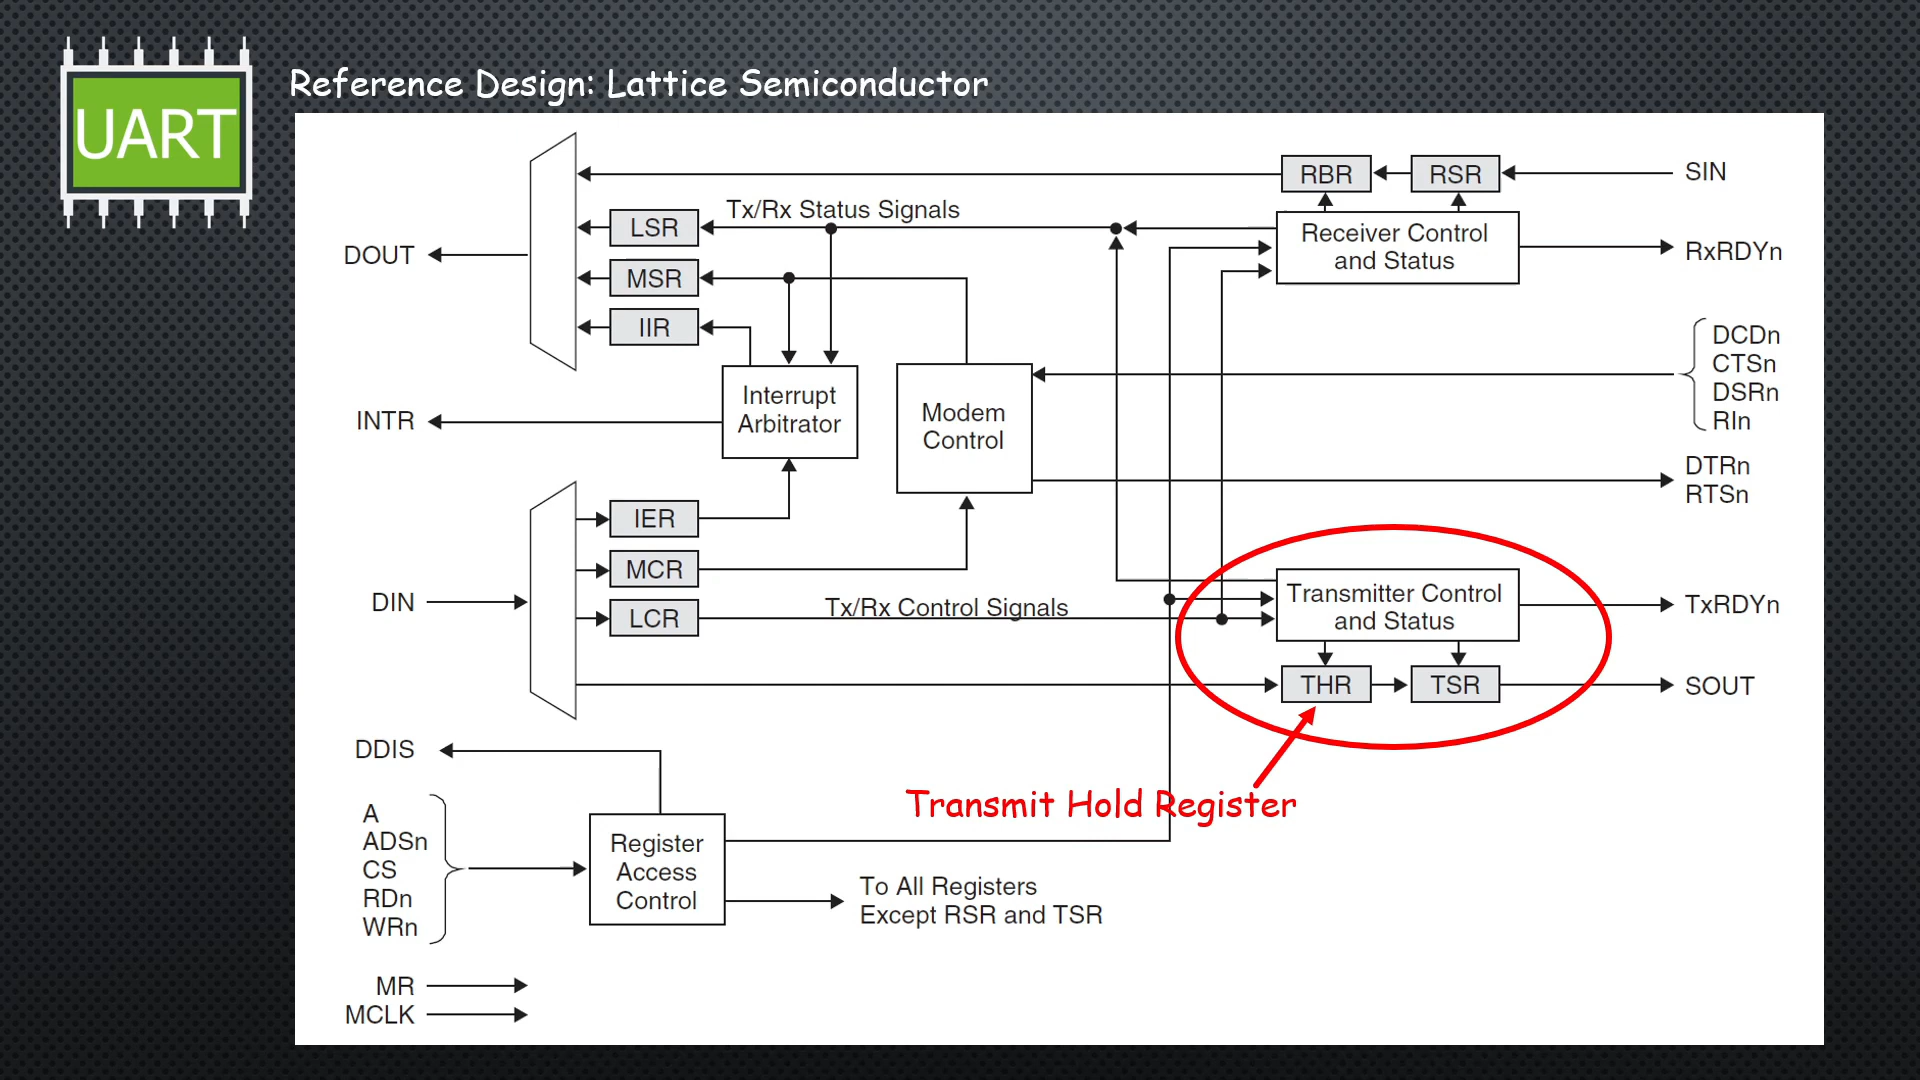 UART
Reference Design: Lattice Semiconductor
RBR
RSR
SIN
Tx/Rx Status Signals
LSR
Receiver Control
and Status
RxRDYn
DOUT
MSR
IIR
DCDn
CTSn
DSRn
RIn
Interrupt
Arbitrator
Modem
Control
INTR
DTRn
RTSn
IER
MCR
DIN
LCR
Tx/Rx Control Signals
Transmitter Control
and Status
TxRDYn
THR
TSR
SOUT
DDIS
Transmit Hold Register
A
ADSn
CS
RDn
WRn
Register
Access
Control
To All Registers
Except RSR and TSR
MR
MCLK